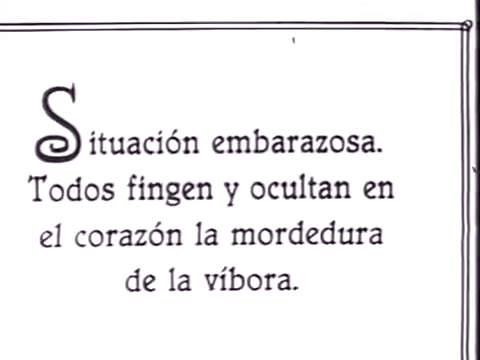 Situación embarazosa.
Todos fingen y ocultan en
el corazón la mordedura
de la víbora.